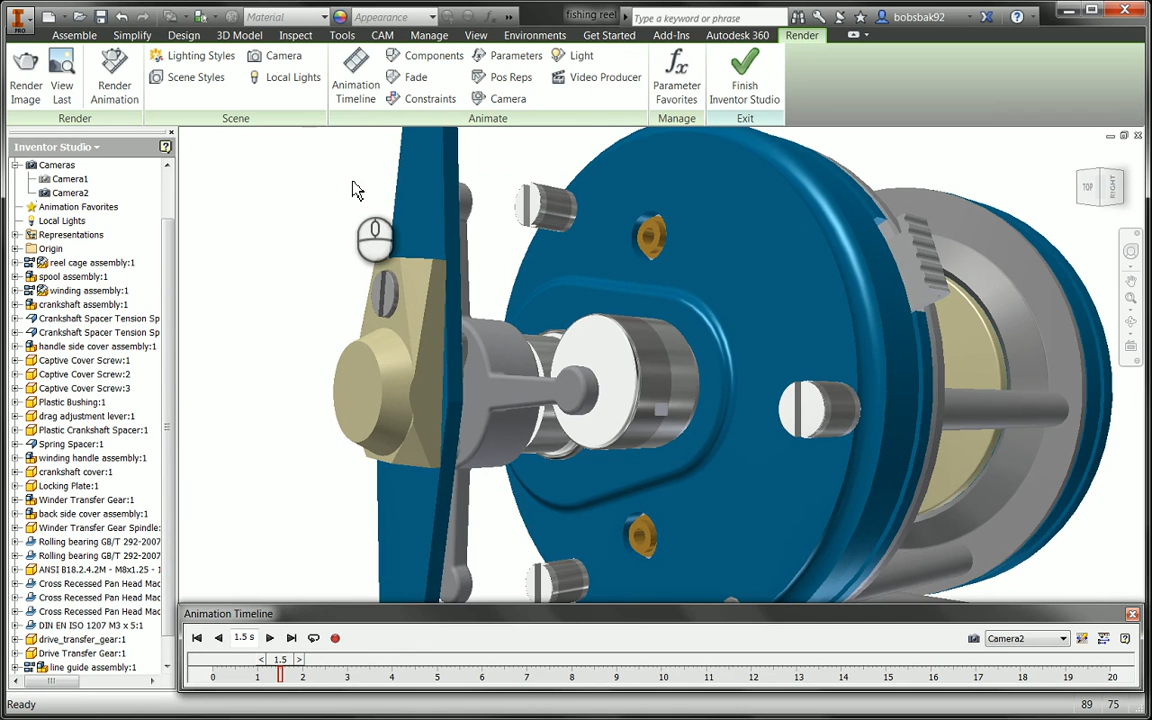 Material
Appearance
fishing reel
Type a keyword or phrase
bobsbak92
PRO
Assemble Simplify Design 3D Model Inspect Tools CAM Manage View Environments Get Started Add-Ins Autodesk 360 Render
Render Image
View Last
Render Animation
Lighting Styles
Camera
Scene Styles
Local Lights
Animation Timeline
Components
Fade
Constraints
Parameters
Pos Reps
Camera
Light
Video Producer
Parameter Favorites
Finish Inventor Studio
Render
Scene
Animate
Manage
Exit
Inventor Studio
Cameras
Camera1
Camera2
Animation Favorites
Local Lights
Representations
Origin
reel cage assembly:1
spool assembly:1
winding assembly:1
crankshaft assembly:1
Crankshaft Spacer Tension Sp
Crankshaft Spacer Tension Sp
handle side cover assembly:1
Captive Cover Screw:1
Captive Cover Screw:2
Captive Cover Screw:3
Plastic Bushing:1
drag adjustment lever:1
Plastic Crankshaft Spacer:1
Spring Spacer:1
winding handle assembly:1
crankshaft cover:1
Locking Plate:1
Winder Transfer Gear:1
back side cover assembly:1
Winder Transfer Gear Spindle:
Rolling bearing GB/T 292-2007
Rolling bearing GB/T 292-2007
ANSI B18.2.4.2M - M8x1.25 - M
Cross Recessed Pan Head Mac
Cross Recessed Pan Head Mac
Cross Recessed Pan Head Mac
DIN EN ISO 1207 M3 x 5:1
drive_transfer_gear:1
Drive Transfer Gear:1
line guide assembly:1
TOP
RIGHT
Animation Timeline
1.5 s
Camera2
< 1.5 >
0 1 2 3 4 5 6 7 8 9 10 11 12 13 14 15 16 17 18 19 20
Ready
89 75